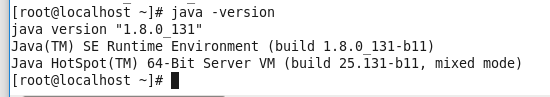 [root@localhost ~]# java -version
java version "1.8.0_131"
Java(TM) SE Runtime Environment (build 1.8.0_131-b11)
Java HotSpot(TM) 64-Bit Server VM (build 25.131-b11, mixed mode)
[root@localhost ~]#